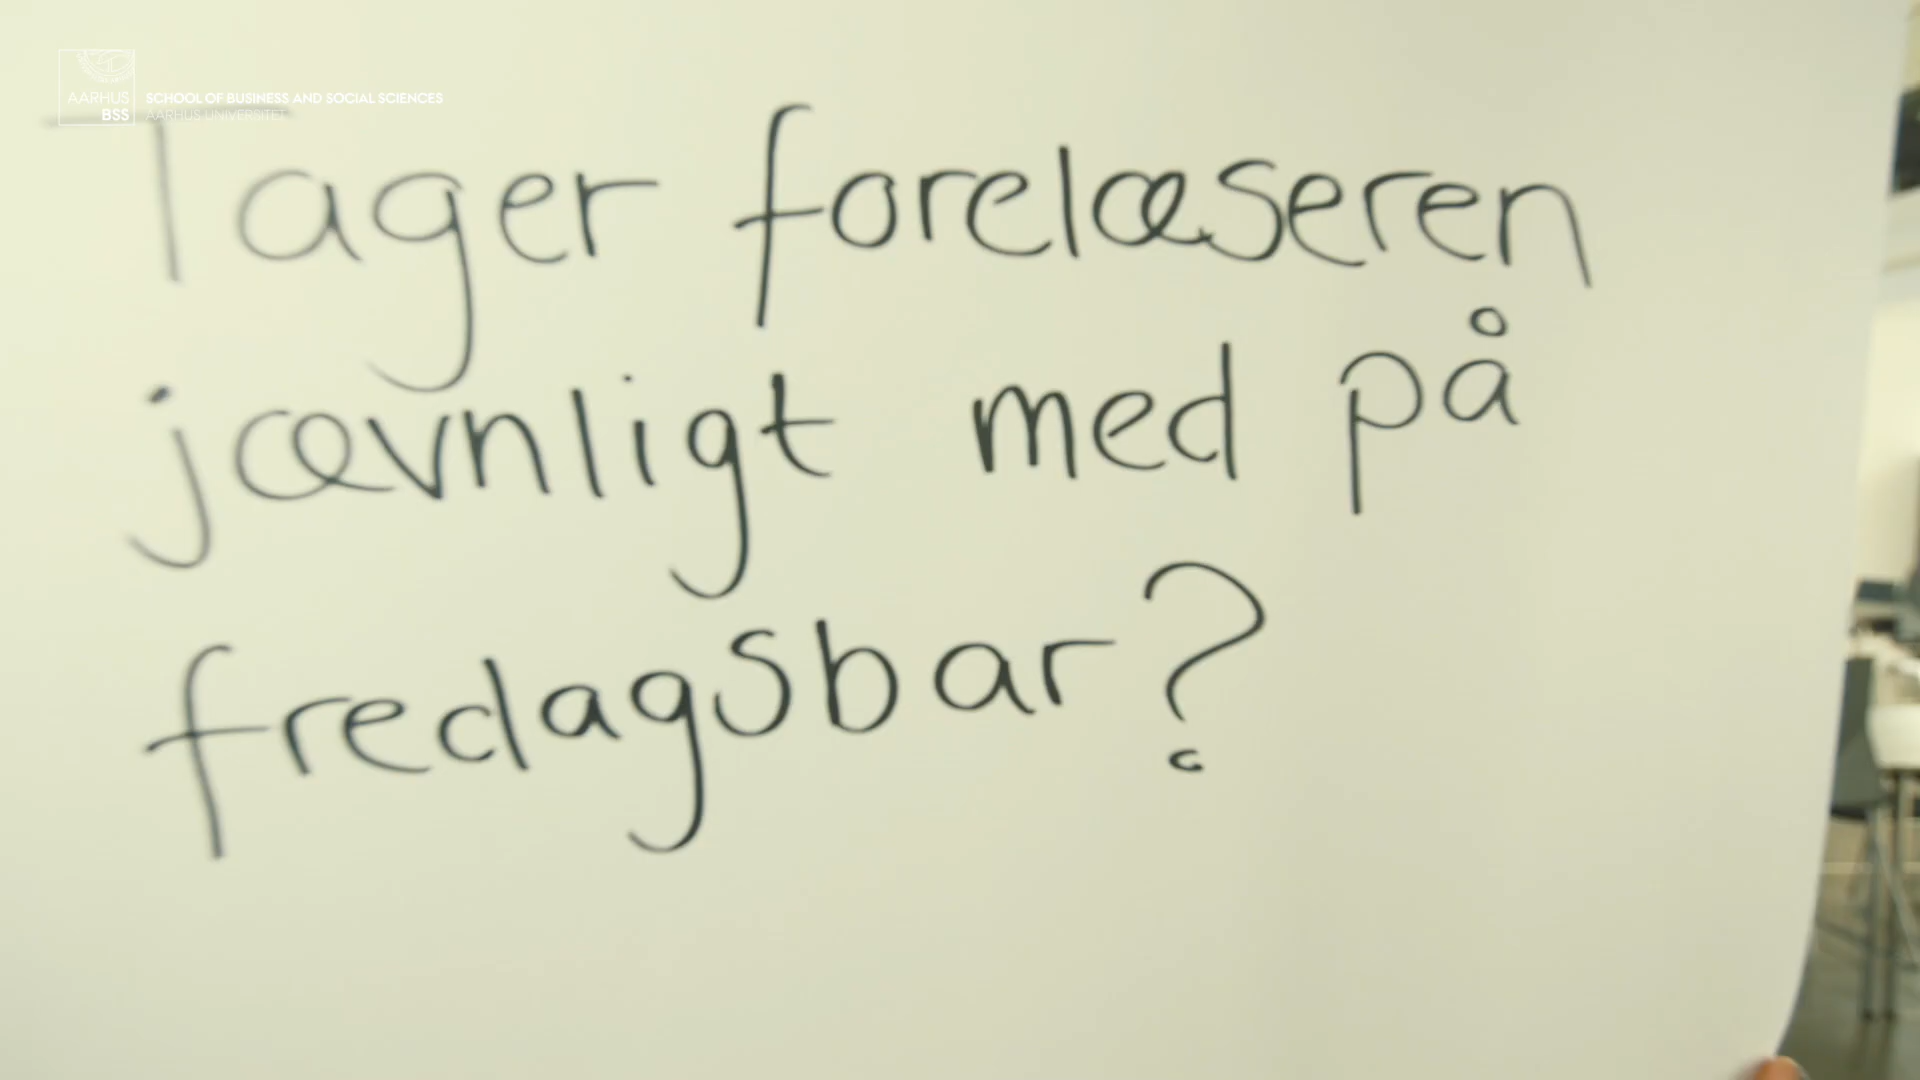 AARHUS
BSS
SCHOOL OF BUSINESS AND SOCIAL SCIENCES
AARHUS UNIVERSITET
Tager forelæseren
jævnligt med på
fredagsbar?